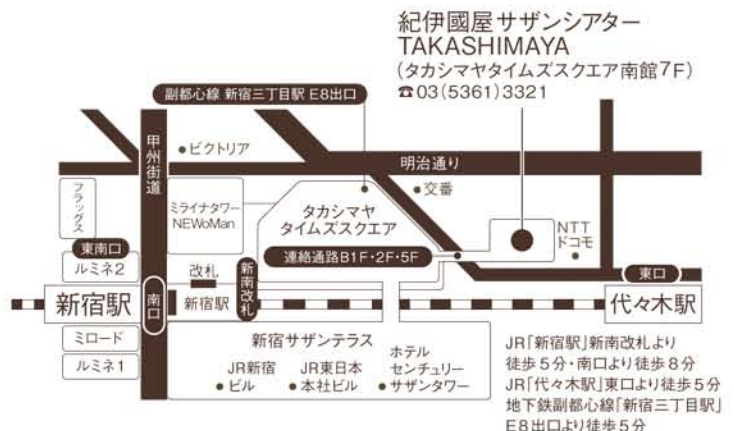 紀伊國屋サザンシアター
TAKASHIMAYA
(タカシマヤタイムズスクエア南館7F)
☎03(5361)3321
副都心線 新宿三丁目駅 E8出口
甲州街道
•ビクトリア
明治通り
フラッグス
ミライナタワー
NEWoMan
タカシマヤ
タイムズスクエア
•交番
NTT
ドコモ
•
東南口
ルミネ2
連絡通路B1F・2F・5F
改札
新南改札
東口
新宿駅
南口
新宿駅
代々木駅
ミロード
ルミネ1
新宿サザンテラス
JR新宿
•ビル
JR東日本
•本社ビル
ホテル
センチュリー
•サザンタワー
JR「新宿駅」新南改札より
徒歩5分・南口より徒歩8分
JR「代々木駅」東口より徒歩5分
地下鉄副都心線「新宿三丁目駅」
E8出口より徒歩5分